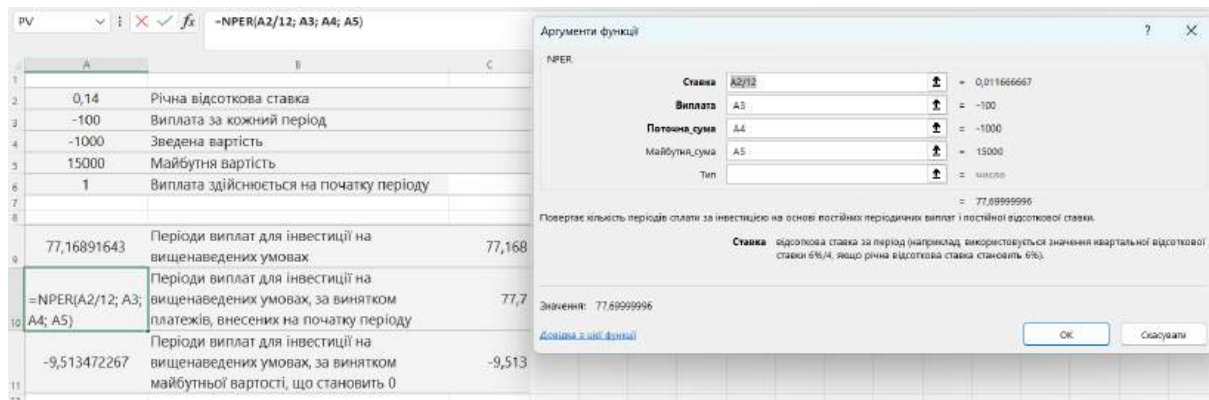 PV =NPER(A2/12; A3; A4; A5)
A B C
1
2 0,14 Річна відсоткова ставка
3 -100 Виплата за кожний період
4 -1000 Зведена вартість
5 15000 Майбутня вартість
6 1 Виплата здійснюється на початку періоду
7
8
Періоди виплат для інвестиції на
9 77,16891643 вищенаведених умовах 77,168
Періоди виплат для інвестиції на
=NPER(A2/12; A3; вищенаведених умовах, за винятком 77,7
10 A4; A5) платежів, внесених на початку періоду
Періоди виплат для інвестиції на
-9,513472267 вищенаведених умовах, за винятком -9,513
11 майбутньої вартості, що становить 0
Аргументи функції ? ×
NPER
Ставка A2/12 = 0,011666667
Виплата A3 = -100
Поточна_сума A4 = -1000
Майбутня_сума A5 = 15000
Тип = число
= 77,69999996
Повертає кількість періодів сплати за інвестицією на основі постійних періодичних виплат і постійної відсоткової ставки.
Ставка відсоткова ставка за період (наприклад, використовується значення квартальної відсоткової
ставки 6%/4, якщо річна відсоткова ставка становить 6%).
Значення: 77,69999996
Довідка з цієї функції OK Скасувати